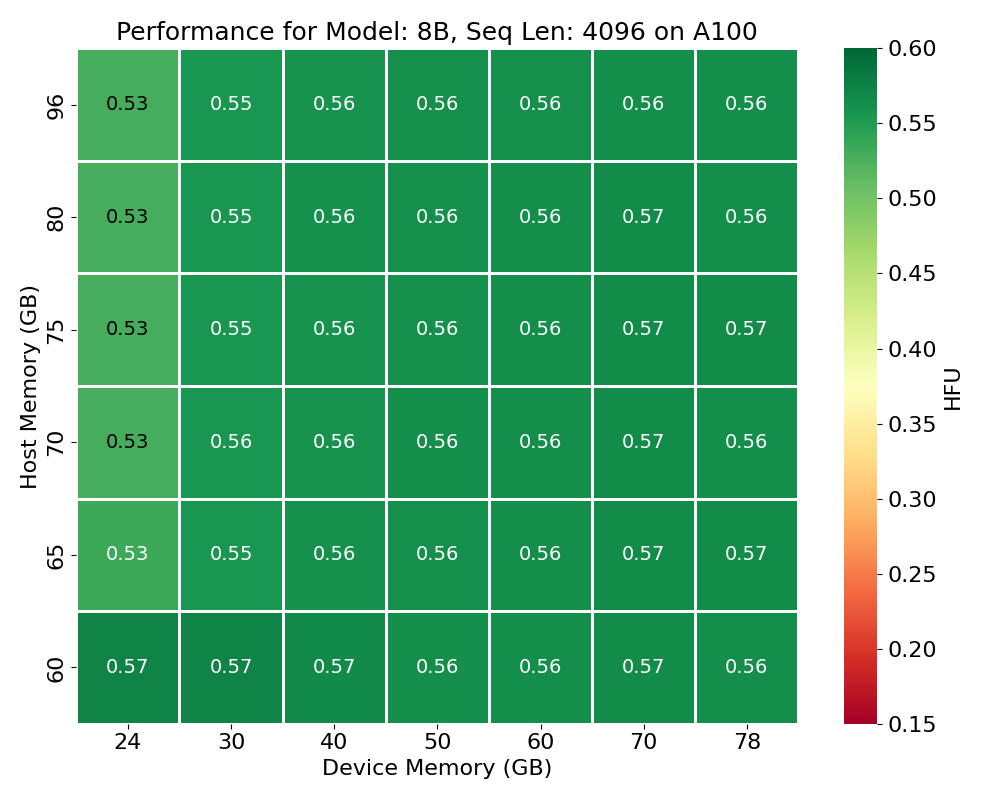 Performance for Model: 8B, Seq Len: 4096 on A100
96 0.53 0.55 0.56 0.56 0.56 0.56 0.56
80 0.53 0.55 0.56 0.56 0.56 0.57 0.56
75 0.53 0.55 0.56 0.56 0.56 0.57 0.57
70 0.53 0.56 0.56 0.56 0.56 0.57 0.56
65 0.53 0.55 0.56 0.56 0.56 0.57 0.57
60 0.57 0.57 0.57 0.56 0.56 0.57 0.56
Host Memory (GB)
24 30 40 50 60 70 78
Device Memory (GB)
0.60
0.55
0.50
0.45
0.40
0.35
0.30
0.25
0.20
0.15
HFU